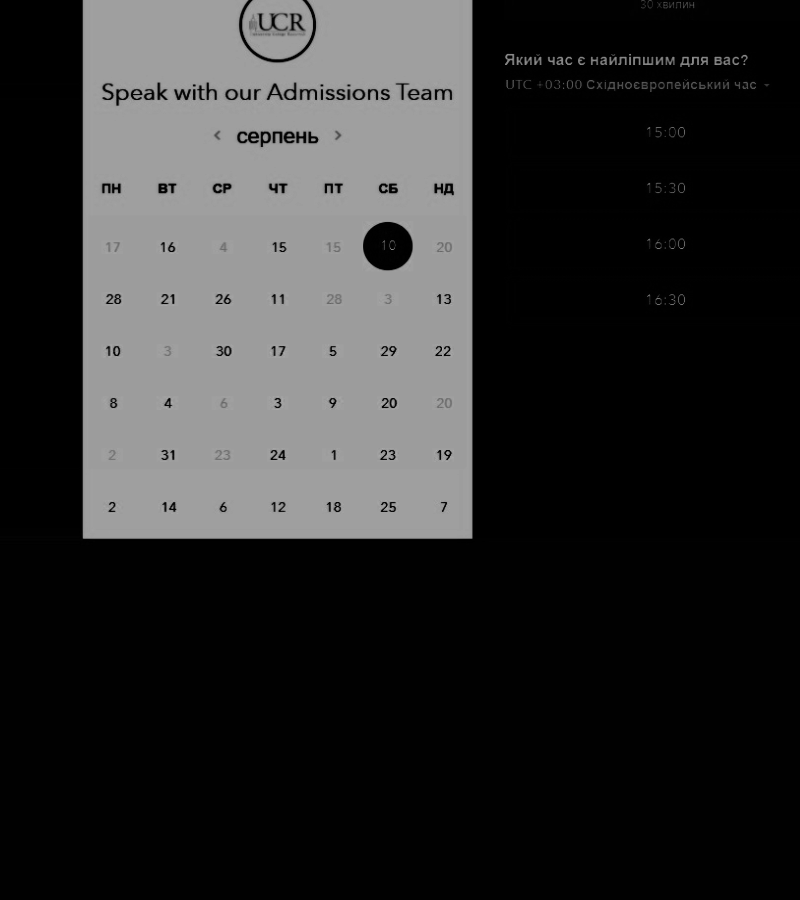 UCR
Speak with our Admissions Team
серпень
ПН ВТ СР ЧТ ПТ СБ НД
17 16 4 15 15 10 20
28 21 26 11 28 3 13
10 3 30 17 5 29 22
8 4 6 3 9 20 20
2 31 23 24 1 23 19
2 14 6 12 18 25 7
30 хвилин
Який час є найліпшим для вас?
UTC +03:00 Східноєвропейський час
15:00
15:30
16:00
16:30